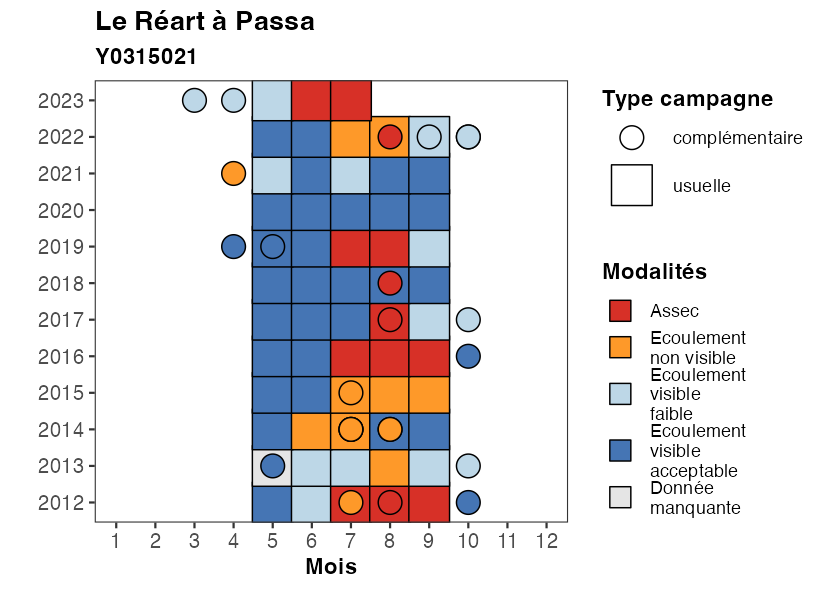 Le Réart à Passa
Y0315021
2023
2022
2021
2020
2019
2018
2017
2016
2015
2014
2013
2012
1 2 3 4 5 6 7 8 9 10 11 12
Mois
Type campagne
complémentaire
usuelle
Modalités
Assec
Ecoulement
non visible
Ecoulement
visible
faible
Ecoulement
visible
acceptable
Donnée
manquante